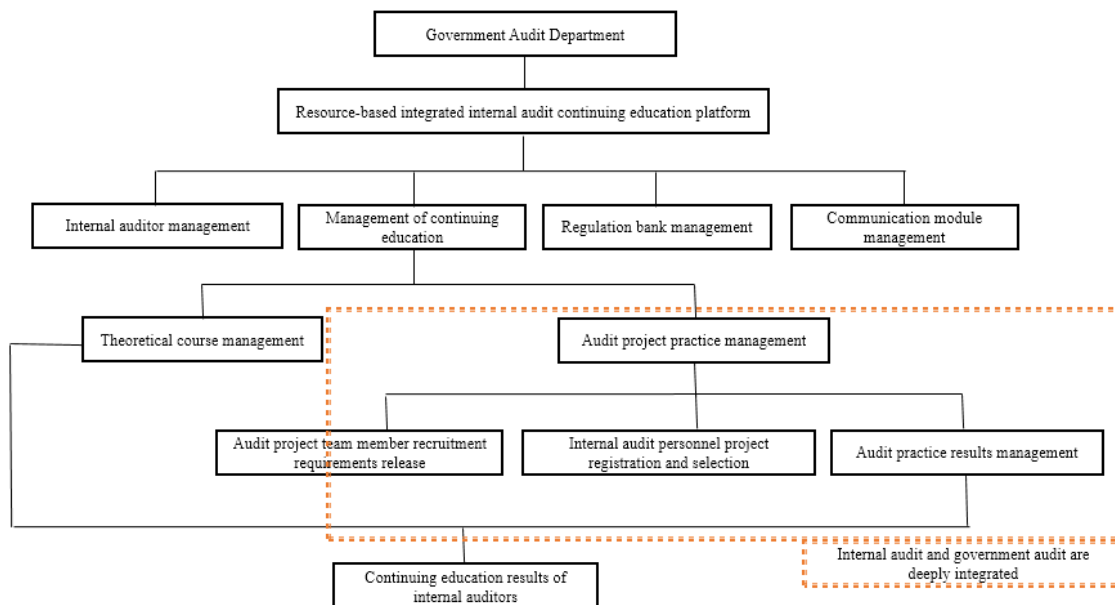 Government Audit Department
Resource-based integrated internal audit continuing education platform
Internal auditor management
Management of continuing
education
Regulation bank management
Communication module
management
Theoretical course management
Audit project practice management
Audit project team member recruitment
requirements release
Internal audit personnel project
registration and selection
Audit practice results management
Internal audit and government audit are
deeply integrated
Continuing education results of
internal auditors